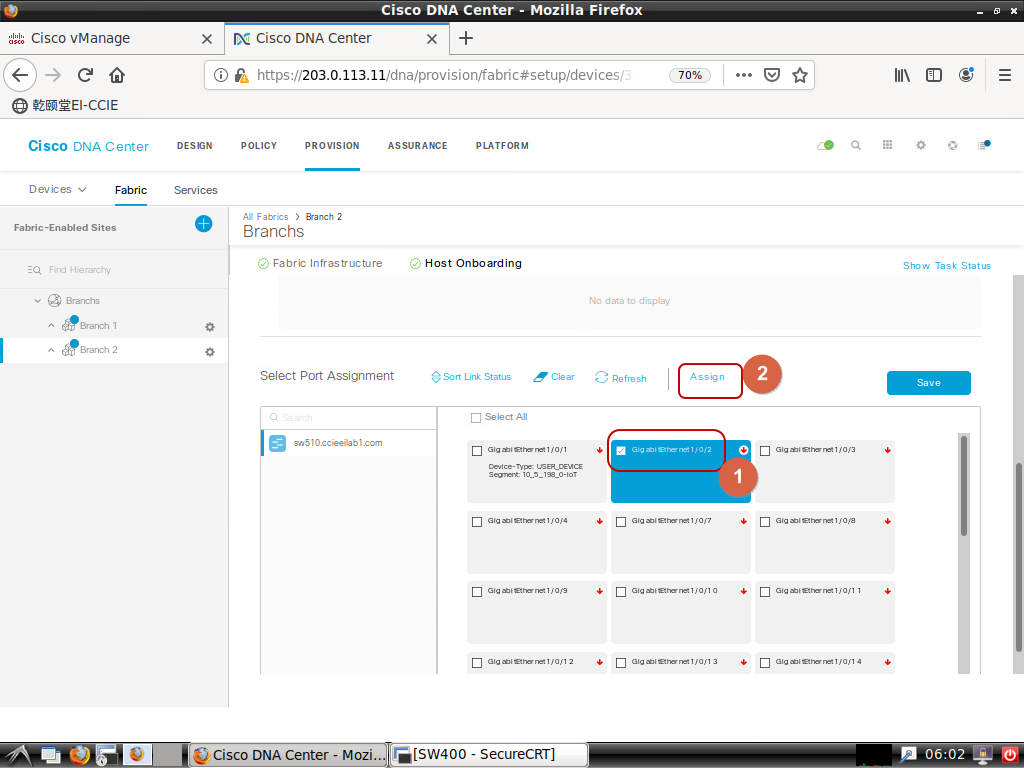 Cisco DNA Center - Mozilla Firefox
Cisco vManage
Cisco DNA Center
https://203.0.113.11/dna/provision/fabric#setup/devices/3
70%
乾颐堂EI-CCIE
Cisco DNA Center
DESIGN
POLICY
PROVISION
ASSURANCE
PLATFORM
Devices
Fabric
Services
Fabric-Enabled Sites
Find Hierarchy
Branchs
Branch 1
Branch 2
All Fabrics > Branch 2
Branchs
Fabric Infrastructure
Host Onboarding
Show Task Status
No data to display
Select Port Assignment
Sort Link Status
Clear
Refresh
Assign
2
Save
Search
sw510.ccieeilab1.com
Select All
GigabitEthernet1/0/1
Device-Type: USER_DEVICE
Segment: 10_5_198_0-IoT
GigabitEthernet1/0/2
1
GigabitEthernet1/0/3
GigabitEthernet1/0/4
GigabitEthernet1/0/7
GigabitEthernet1/0/8
GigabitEthernet1/0/9
GigabitEthernet1/0/10
GigabitEthernet1/0/11
GigabitEthernet1/0/12
GigabitEthernet1/0/13
GigabitEthernet1/0/14
Cisco DNA Center - Mozi...
[SW400 - SecureCRT]
06:02